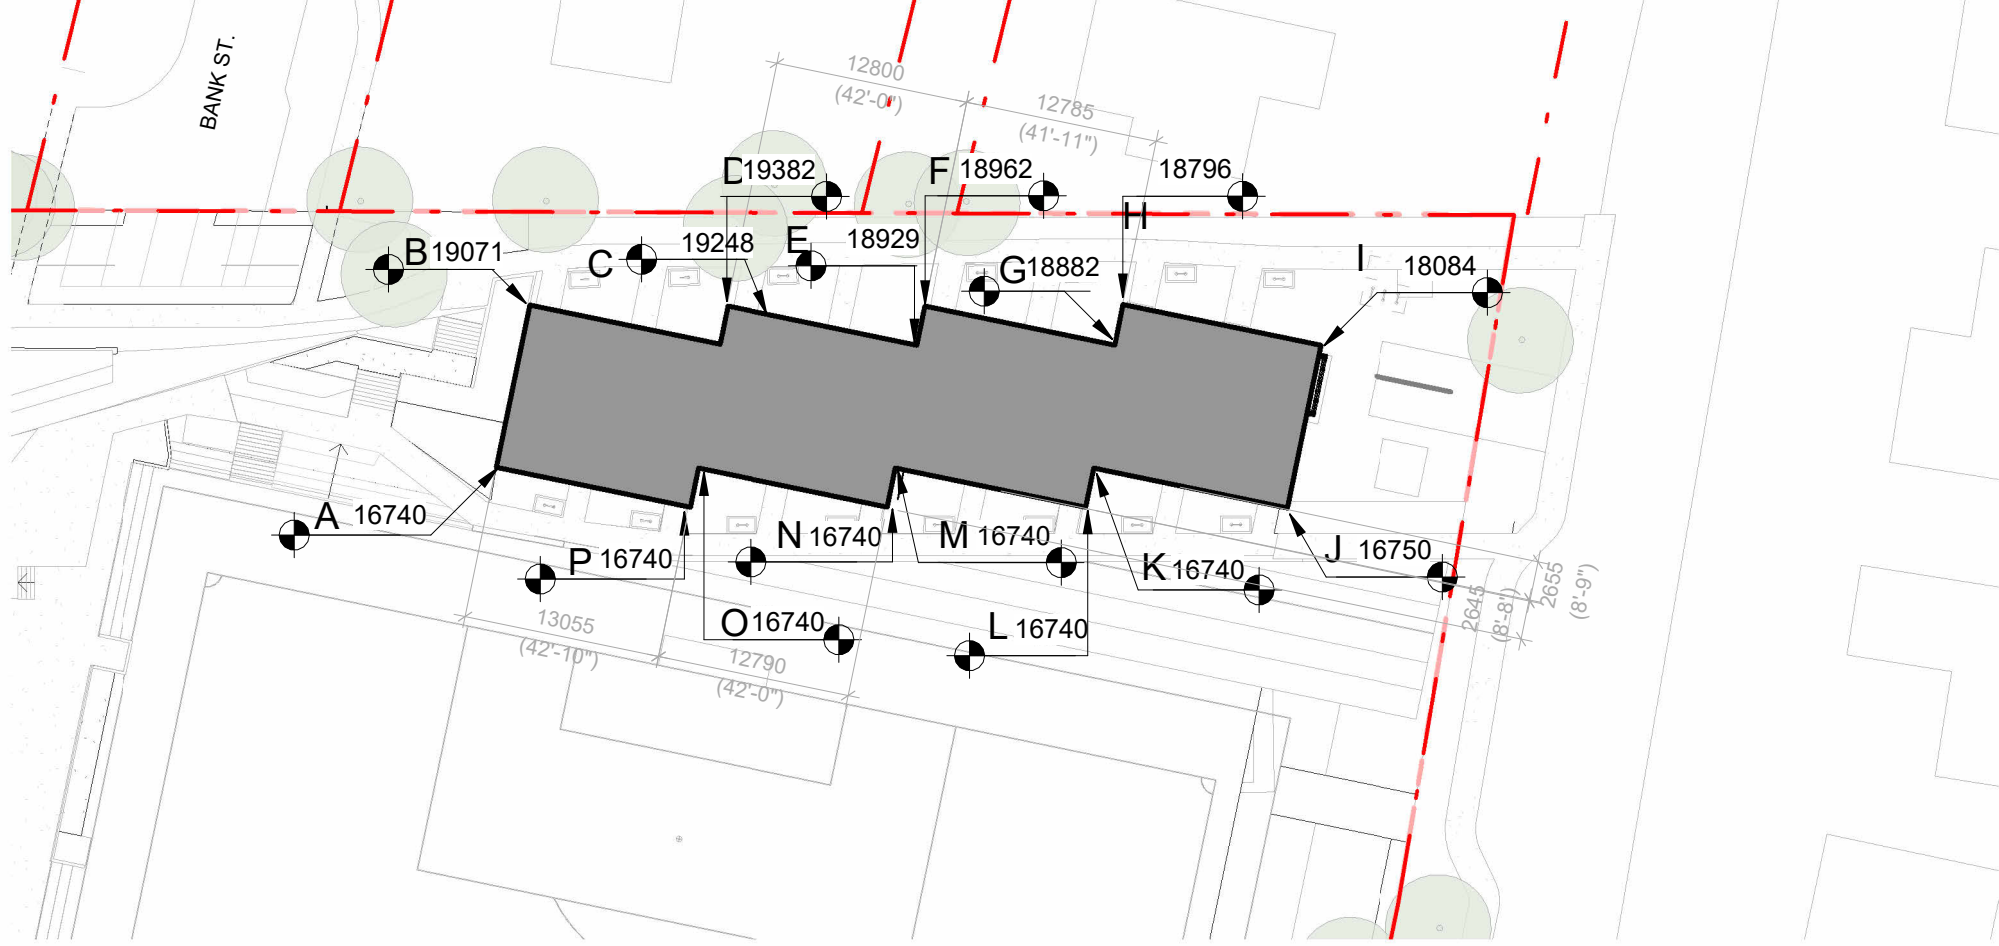 BANK ST.
12800
(42'-0")
12785
(41'-11")
D 19382
F 18962
18796
H
B 19071
C 19248
E 18929
G 18882
I 18084
A 16740
P 16740
N 16740
M 16740
K 16740
J 16750
O 16740
L 16740
13055
(42'-10")
12790
(42'-0")
2645
(8'-8")
2655
(8'-9")